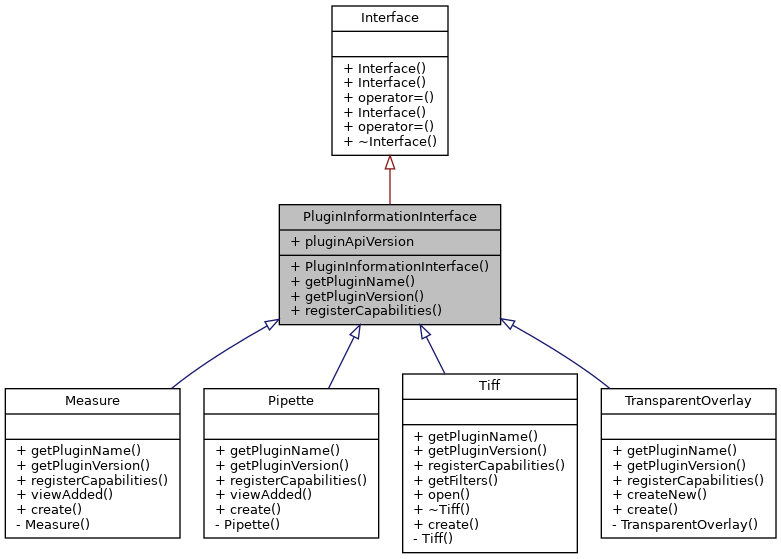 Interface
+ Interface()
+ Interface()
+ operator=()
+ Interface()
+ operator=()
+ ~Interface()
PluginInformationInterface
+ pluginApiVersion
+ PluginInformationInterface()
+ getPluginName()
+ getPluginVersion()
+ registerCapabilities()
Measure
+ getPluginName()
+ getPluginVersion()
+ registerCapabilities()
+ viewAdded()
+ create()
- Measure()
Pipette
+ getPluginName()
+ getPluginVersion()
+ registerCapabilities()
+ viewAdded()
+ create()
- Pipette()
Tiff
+ getPluginName()
+ getPluginVersion()
+ registerCapabilities()
+ getFilters()
+ open()
+ ~Tiff()
+ create()
- Tiff()
TransparentOverlay
+ getPluginName()
+ getPluginVersion()
+ registerCapabilities()
+ createNew()
+ create()
- TransparentOverlay()